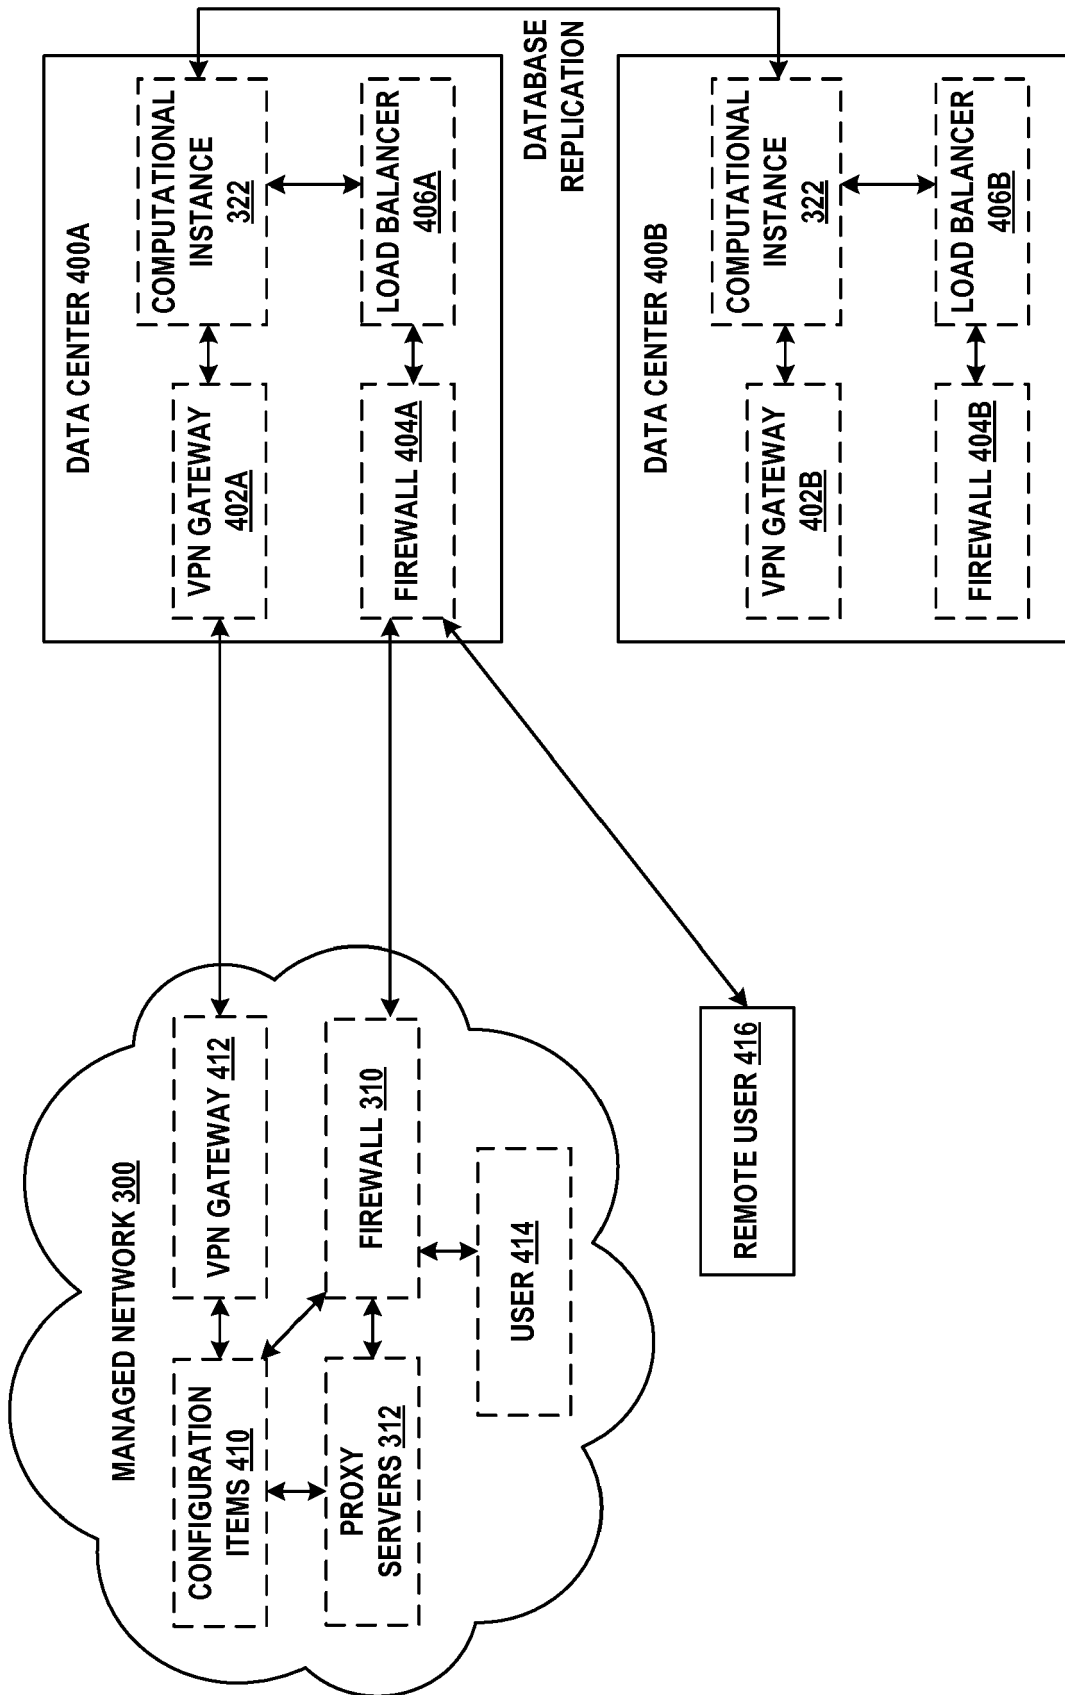 MANAGED NETWORK 300
CONFIGURATION
ITEMS 410
VPN GATEWAY 412
PROXY
SERVERS 312
FIREWALL 310
USER 414
REMOTE USER 416
DATA CENTER 400A
VPN GATEWAY
402A
COMPUTATIONAL
INSTANCE
322
FIREWALL 404A
LOAD BALANCER
406A
DATABASE
REPLICATION
DATA CENTER 400B
VPN GATEWAY
402B
COMPUTATIONAL
INSTANCE
322
FIREWALL 404B
LOAD BALANCER
406B